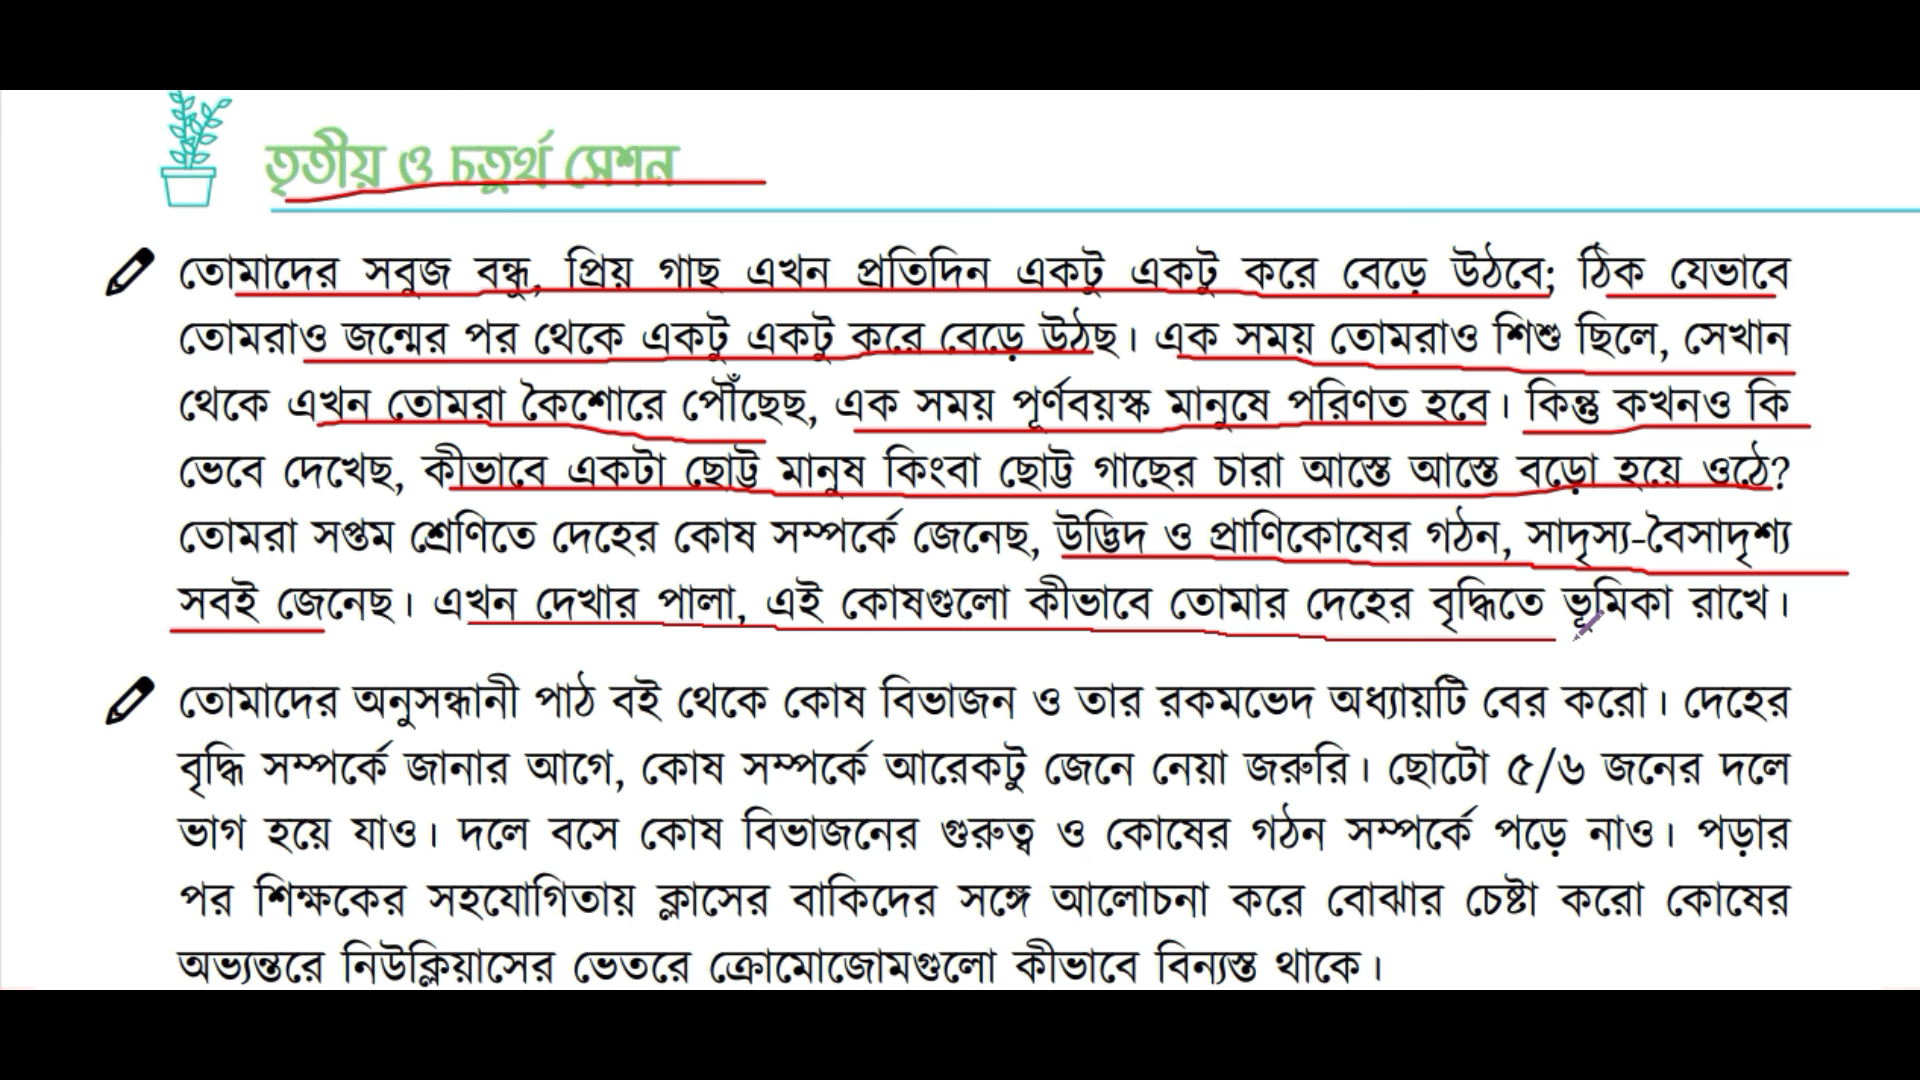 তৃতীয় ও চতুর্থ সেশন
তোমাদের সবুজ বন্ধু, প্রিয় গাছ এখন প্রতিদিন একটু একটু করে বেড়ে উঠবে; ঠিক যেভাবে
তোমরাও জন্মের পর থেকে একটু একটু করে বেড়ে উঠছ। এক সময় তোমরাও শিশু ছিলে, সেখান
থেকে এখন তোমরা কৈশোরে পৌঁছেছ, এক সময় পূর্ণবয়স্ক মানুষে পরিণত হবে। কিন্তু কখনও কি
ভেবে দেখেছ, কীভাবে একটা ছোট্ট মানুষ কিংবা ছোট্ট গাছের চারা আস্তে আস্তে বড়ো হয়ে ওঠে?
তোমরা সপ্তম শ্রেণিতে দেহের কোষ সম্পর্কে জেনেছ, উদ্ভিদ ও প্রাণিকোষের গঠন, সাদৃস্য-বৈসাদৃশ্য
সবই জেনেছ। এখন দেখার পালা, এই কোষগুলো কীভাবে তোমার দেহের বৃদ্ধিতে ভূমিকা রাখে।
তোমাদের অনুসন্ধানী পাঠ বই থেকে কোষ বিভাজন ও তার রকমভেদ অধ্যায়টি বের করো। দেহের
বৃদ্ধি সম্পর্কে জানার আগে, কোষ সম্পর্কে আরেকটু জেনে নেয়া জরুরি। ছোটো ৫/৬ জনের দলে
ভাগ হয়ে যাও। দলে বসে কোষ বিভাজনের গুরুত্ব ও কোষের গঠন সম্পর্কে পড়ে নাও। পড়ার
পর শিক্ষকের সহযোগিতায় ক্লাসের বাকিদের সঙ্গে আলোচনা করে বোঝার চেষ্টা করো কোষের
অভ্যন্তরে নিউক্লিয়াসের ভেতরে ক্রোমোজোমগুলো কীভাবে বিন্যস্ত থাকে।